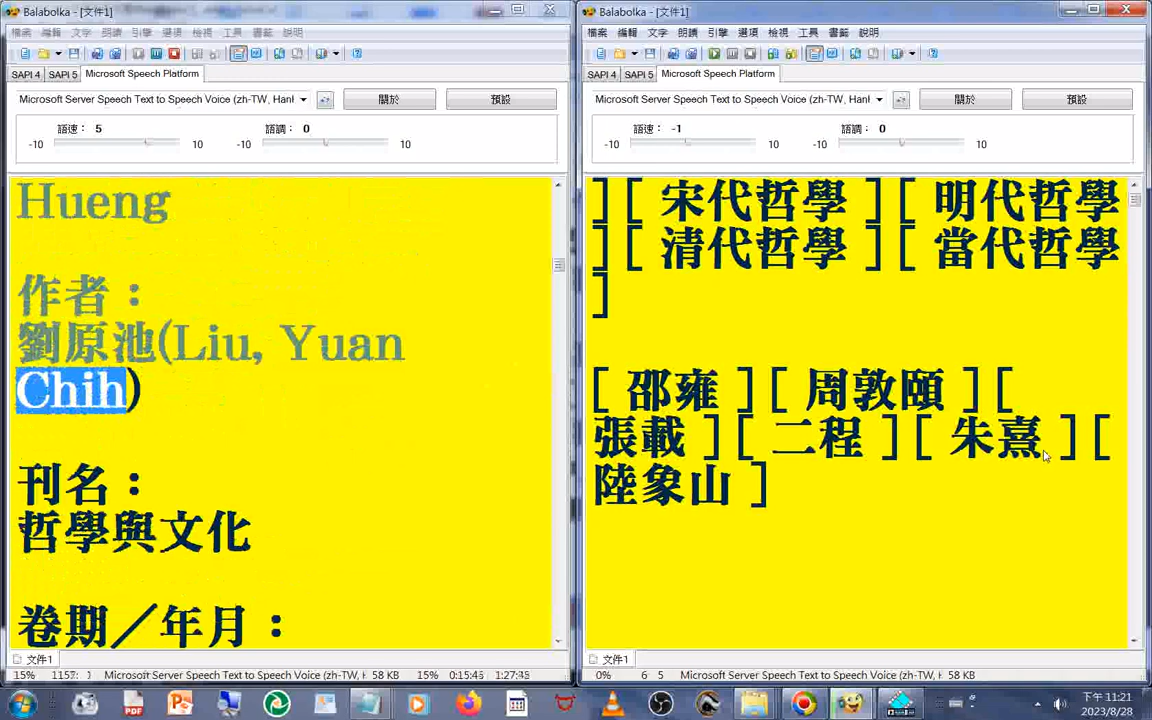 Balabolka - [文件1]
檔案 編輯 文字 朗讀 引擎 選項 檢視 工具 書籤 說明
SAPI 4 SAPI 5 Microsoft Speech Platform
Microsoft Server Speech Text to Speech Voice (zh-TW, Hanl
關於
預設
語速： 5
語調： 0
-10 10 -10 10
Hueng
作者：
劉原池(Liu, Yuan
Chih)
刊名：
哲學與文化
卷期／年月：
文件1
15% 1157: 1 Microsoft Server Speech Text to Speech Voice (zh-TW, H 58 KB 15% 0:15:45 1:27:45
Balabolka - [文件1]
檔案 編輯 文字 朗讀 引擎 選項 檢視 工具 書籤 說明
SAPI 4 SAPI 5 Microsoft Speech Platform
Microsoft Server Speech Text to Speech Voice (zh-TW, Hanl
關於
預設
語速： -1
語調： 0
-10 10 -10 10
][ 宋代哲學 ][ 明代哲學
][ 清代哲學 ][ 當代哲學
]
[ 邵雍 ][ 周敦頤 ][
張載 ][ 二程 ][ 朱熹 ][
陸象山 ]
文件1
0% 6: 5 Microsoft Server Speech Text to Speech Voice (zh-TW, H 58 KB
下午 11:21
2023/8/28